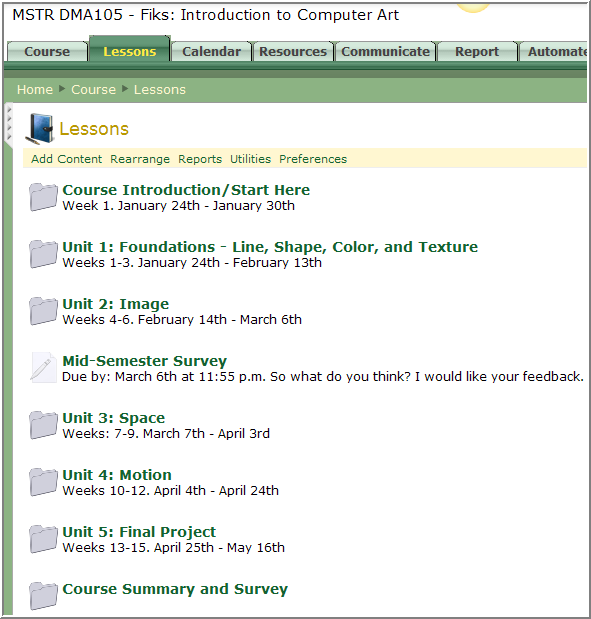 MSTR DMA105 - Fiks: Introduction to Computer Art
Course Lessons Calendar Resources Communicate Report Automate
Home Course Lessons
Lessons
Add Content Rearrange Reports Utilities Preferences
Course Introduction/Start Here
Week 1. January 24th - January 30th
Unit 1: Foundations - Line, Shape, Color, and Texture
Weeks 1-3. January 24th - February 13th
Unit 2: Image
Weeks 4-6. February 14th - March 6th
Mid-Semester Survey
Due by: March 6th at 11:55 p.m. So what do you think? I would like your feedback.
Unit 3: Space
Weeks: 7-9. March 7th - April 3rd
Unit 4: Motion
Weeks 10-12. April 4th - April 24th
Unit 5: Final Project
Weeks 13-15. April 25th - May 16th
Course Summary and Survey